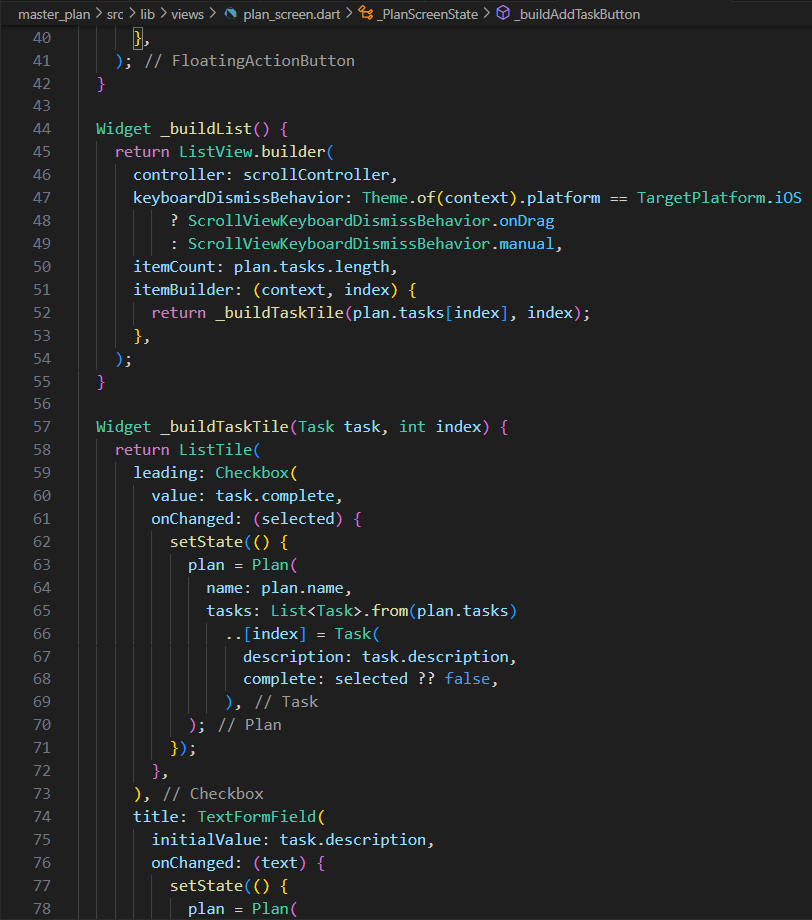 master_plan > src > lib > views > plan_screen.dart > _PlanScreenState > _buildAddTaskButton
40 },
41 ); // FloatingActionButton
42 }
43
44 Widget _buildList() {
45 return ListView.builder(
46 controller: scrollController,
47 keyboardDismissBehavior: Theme.of(context).platform == TargetPlatform.iOS
48 ? ScrollViewKeyboardDismissBehavior.onDrag
49 : ScrollViewKeyboardDismissBehavior.manual,
50 itemCount: plan.tasks.length,
51 itemBuilder: (context, index) {
52 return _buildTaskTile(plan.tasks[index], index);
53 },
54 );
55 }
56
57 Widget _buildTaskTile(Task task, int index) {
58 return ListTile(
59 leading: Checkbox(
60 value: task.complete,
61 onChanged: (selected) {
62 setState(() {
63 plan = Plan(
64 name: plan.name,
65 tasks: List<Task>.from(plan.tasks)
66 ..[index] = Task(
67 description: task.description,
68 complete: selected ?? false,
69 ), // Task
70 ); // Plan
71 });
72 },
73 ), // Checkbox
74 title: TextFormField(
75 initialValue: task.description,
76 onChanged: (text) {
77 setState(() {
78 plan = Plan(